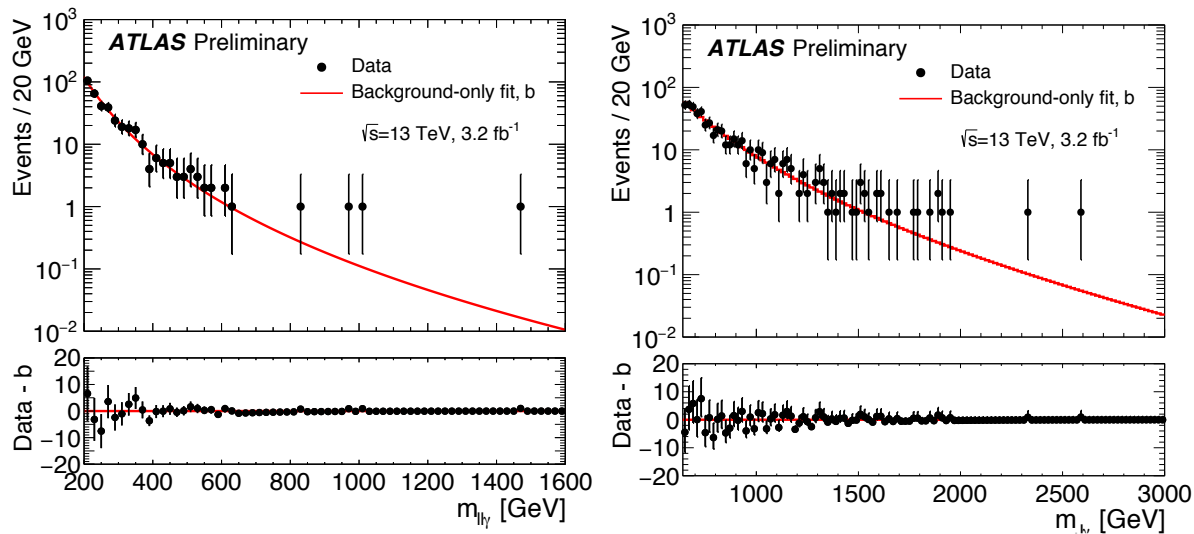 ATLAS Preliminary
Data
Background-only fit, b
√s=13 TeV, 3.2 fb⁻¹
Events / 20 GeV
10³
10²
10
1
10⁻¹
10⁻²
Data - b
20
10
0
−10
−20
200 400 600 800 1000 1200 1400 1600
m_llγ [GeV]
ATLAS Preliminary
Data
Background-only fit, b
√s=13 TeV, 3.2 fb⁻¹
Events / 20 GeV
10³
10²
10
1
10⁻¹
10⁻²
Data - b
20
10
0
−10
−20
1000 1500 2000 2500 3000
m [GeV]